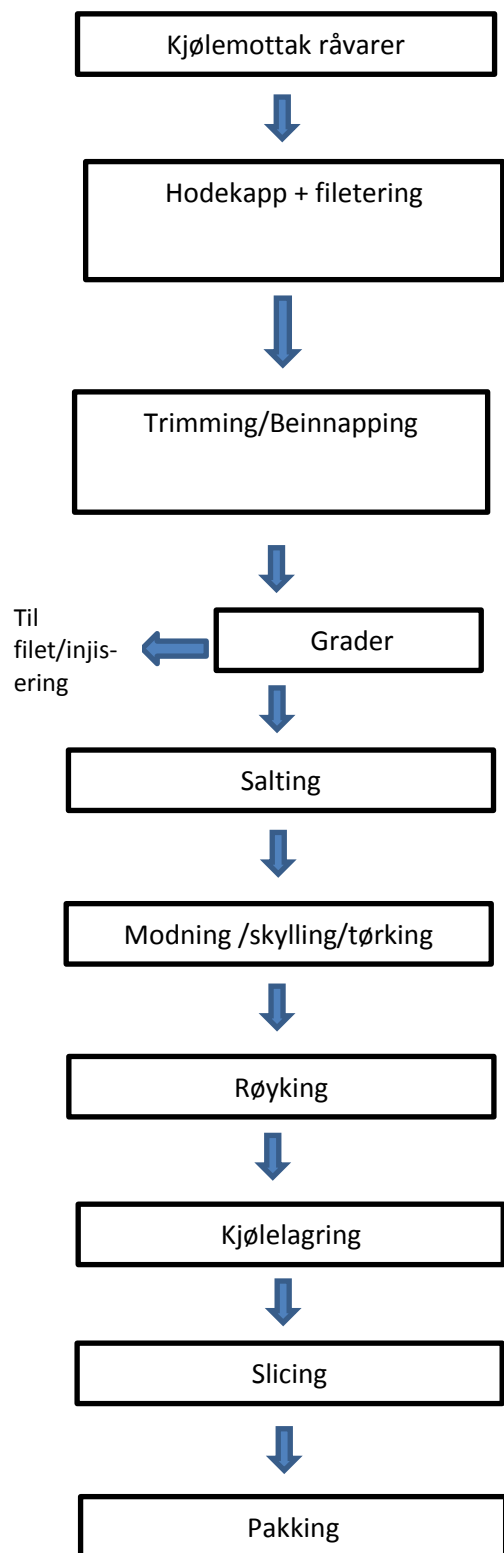 Kjølemottak råvarer
Hodekapp + filetering
Trimming/Beinnapping
Til
filet/injis-
ering
Grader
Salting
Modning /skylling/tørking
Røyking
Kjølelagring
Slicing
Pakking